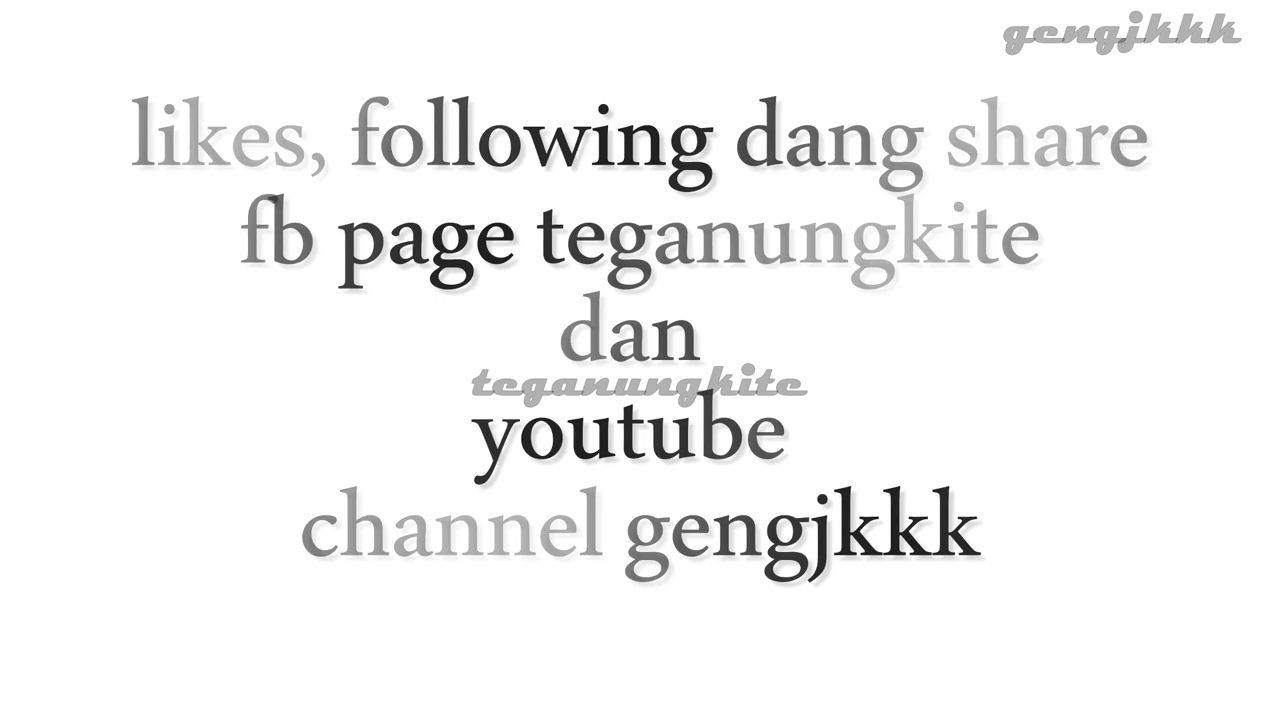 gengjkkk
likes, following dang share
fb page teganungkite
dan
teganungkite
youtube
channel gengjkkk